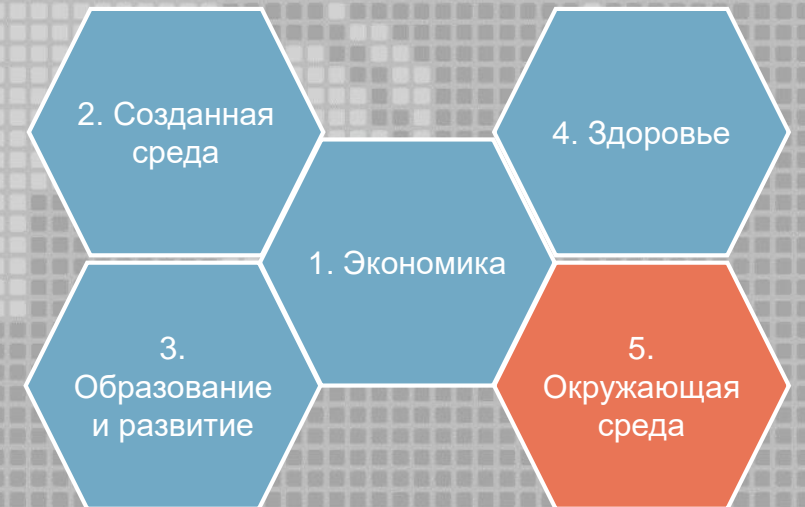 2. Созданная
среда
4. Здоровье
1. Экономика
3.
Образование
и развитие
5.
Окружающая
среда